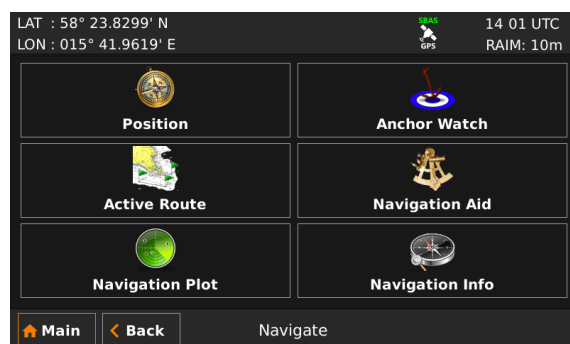 LAT : 58° 23.8299' N
SBAS
GPS
14 01 UTC
LON : 015° 41.9619' E
RAIM: 10m
Position
Anchor Watch
Active Route
Navigation Aid
Navigation Plot
Navigation Info
Main
Back
Navigate